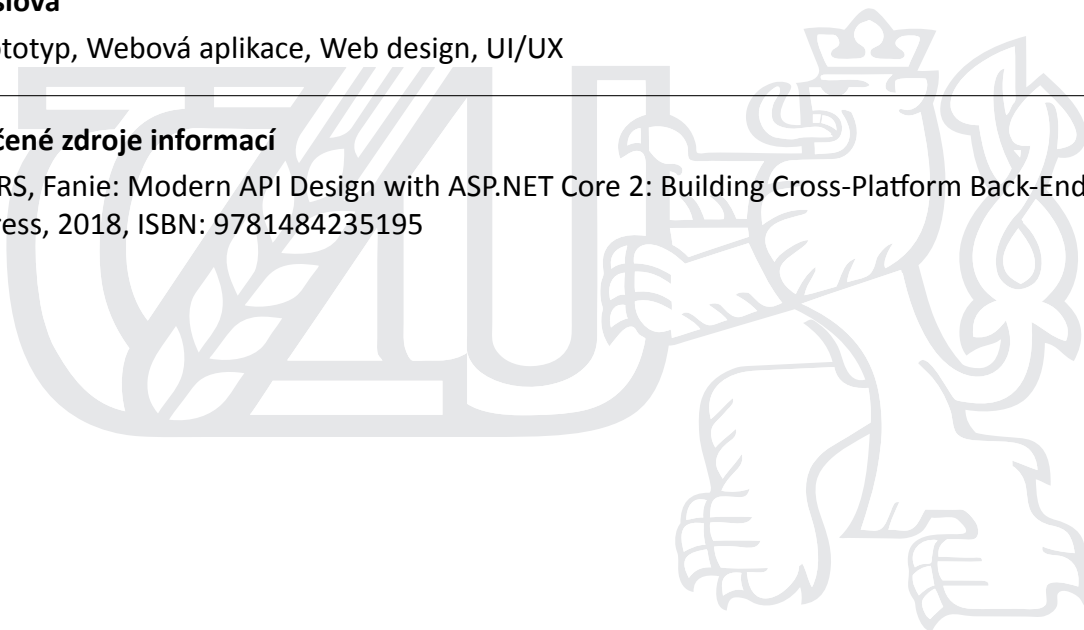 slova
ototyp, Webová aplikace, Web design, UI/UX
čené zdroje informací
RS, Fanie: Modern API Design with ASP.NET Core 2: Building Cross-Platform Back-End
ress, 2018, ISBN: 9781484235195